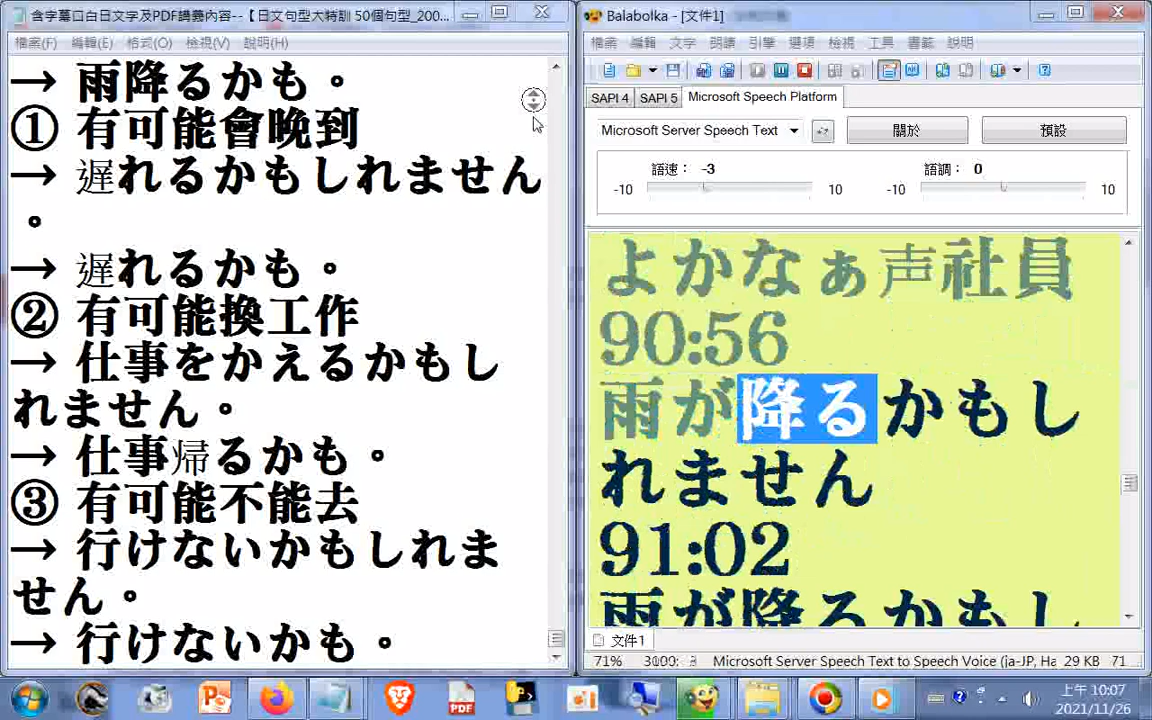 含字幕口白日文字及PDF講義內容--【日文句型大特訓 50個句型_200...
檔案(F) 編輯(E) 格式(O) 檢視(V) 說明(H)
→ 雨降るかも。
① 有可能會晚到
→ 遅れるかもしれません
。
→ 遅れるかも。
② 有可能換工作
→ 仕事をかえるかもし
れません。
→ 仕事帰るかも。
③ 有可能不能去
→ 行けないかもしれま
せん。
→ 行けないかも。
Balabolka - [文件1]
檔案 編輯 文字 朗讀 引擎 選項 檢視 工具 書籤 說明
SAPI 4 SAPI 5 Microsoft Speech Platform
Microsoft Server Speech Text 關於 預設
語速: -3 語調: 0
-10 10 -10 10
よかなぁ声社員
90:56
雨が降るかもし
れません
91:02
雨が降るかもし
文件1
71% Microsoft Server Speech Text to Speech Voice (ja-JP, Ha 29 KB 71
上午 10:07
2021/11/26